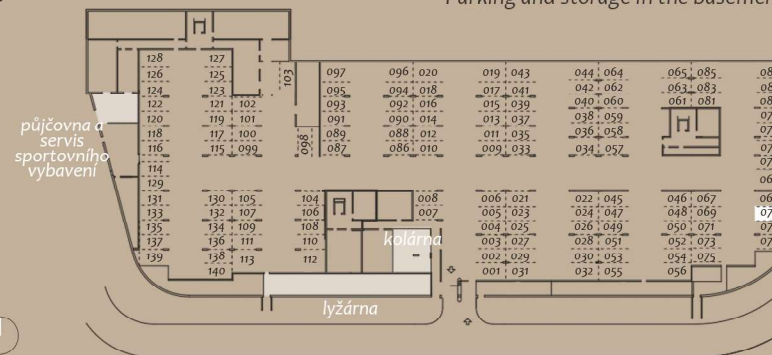 Parking and storage in the basemen
128 127 097 096 020 019 043 044 064 065 085
126 125 103 095 094 018 017 041 042 062 063 083
124 123 093 092 016 015 039 040 060 061 081
122 121 102 091 090 014 013 037 038 059
120 119 101 089 088 012 011 035 036 058
118 117 100 098 087 086 010 009 033 034 057
116 115 099
půjčovna a
servis
sportovního
vybavení
114
129
131 130 105 104 008 006 021 022 045 046 067
133 132 107 106 007 005 023 024 047 048 069
135 134 109 108 004 025 026 049 050 071
137 136 111 110 003 027 028 051 052 073
139 138 113 112 002 029 030 053 054 075
140 001 031 032 055 056
kolárna
lyžárna